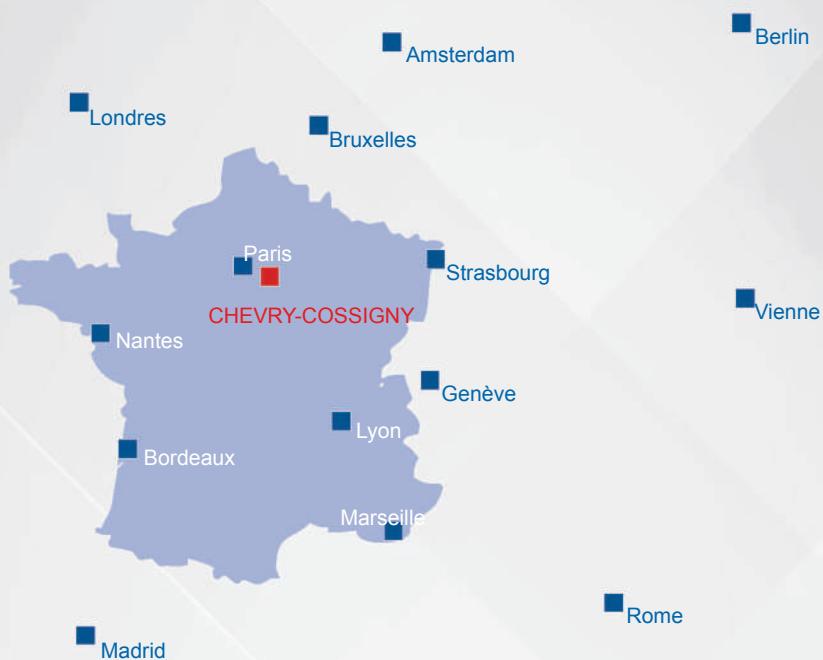 Berlin
Amsterdam
Londres
Bruxelles
Paris
Strasbourg
CHEVRY-COSSIGNY
Vienne
Nantes
Genève
Lyon
Bordeaux
Marseille
Rome
Madrid